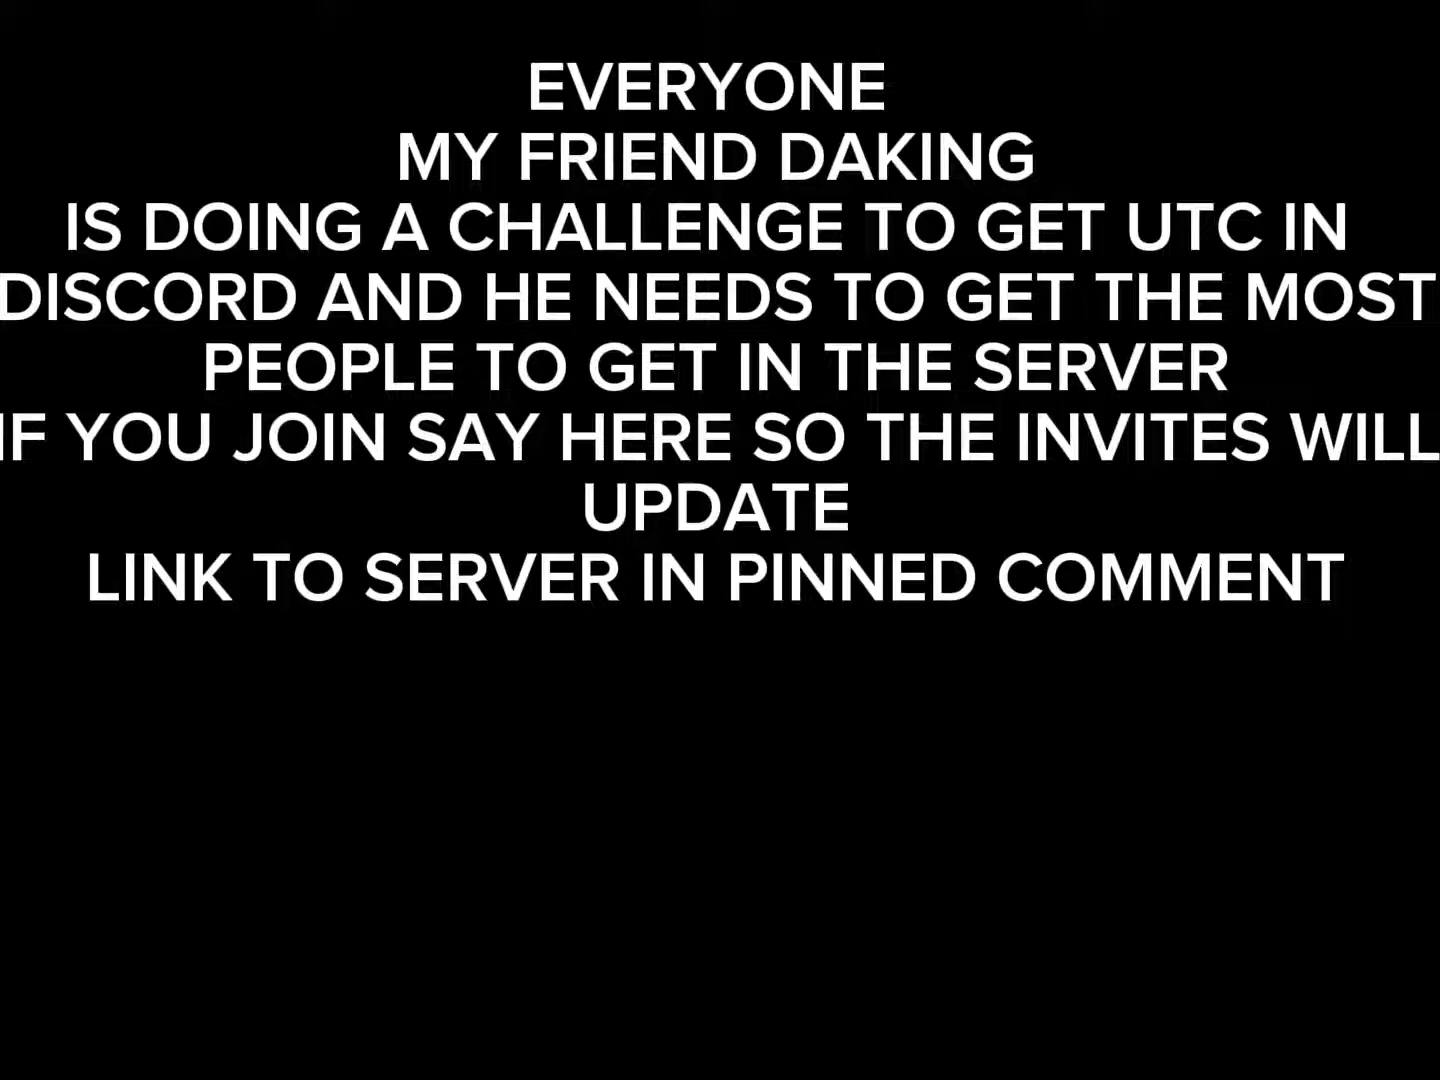 EVERYONE
MY FRIEND DAKING
IS DOING A CHALLENGE TO GET UTC IN
DISCORD AND HE NEEDS TO GET THE MOST
PEOPLE TO GET IN THE SERVER
IF YOU JOIN SAY HERE SO THE INVITES WILL
UPDATE
LINK TO SERVER IN PINNED COMMENT